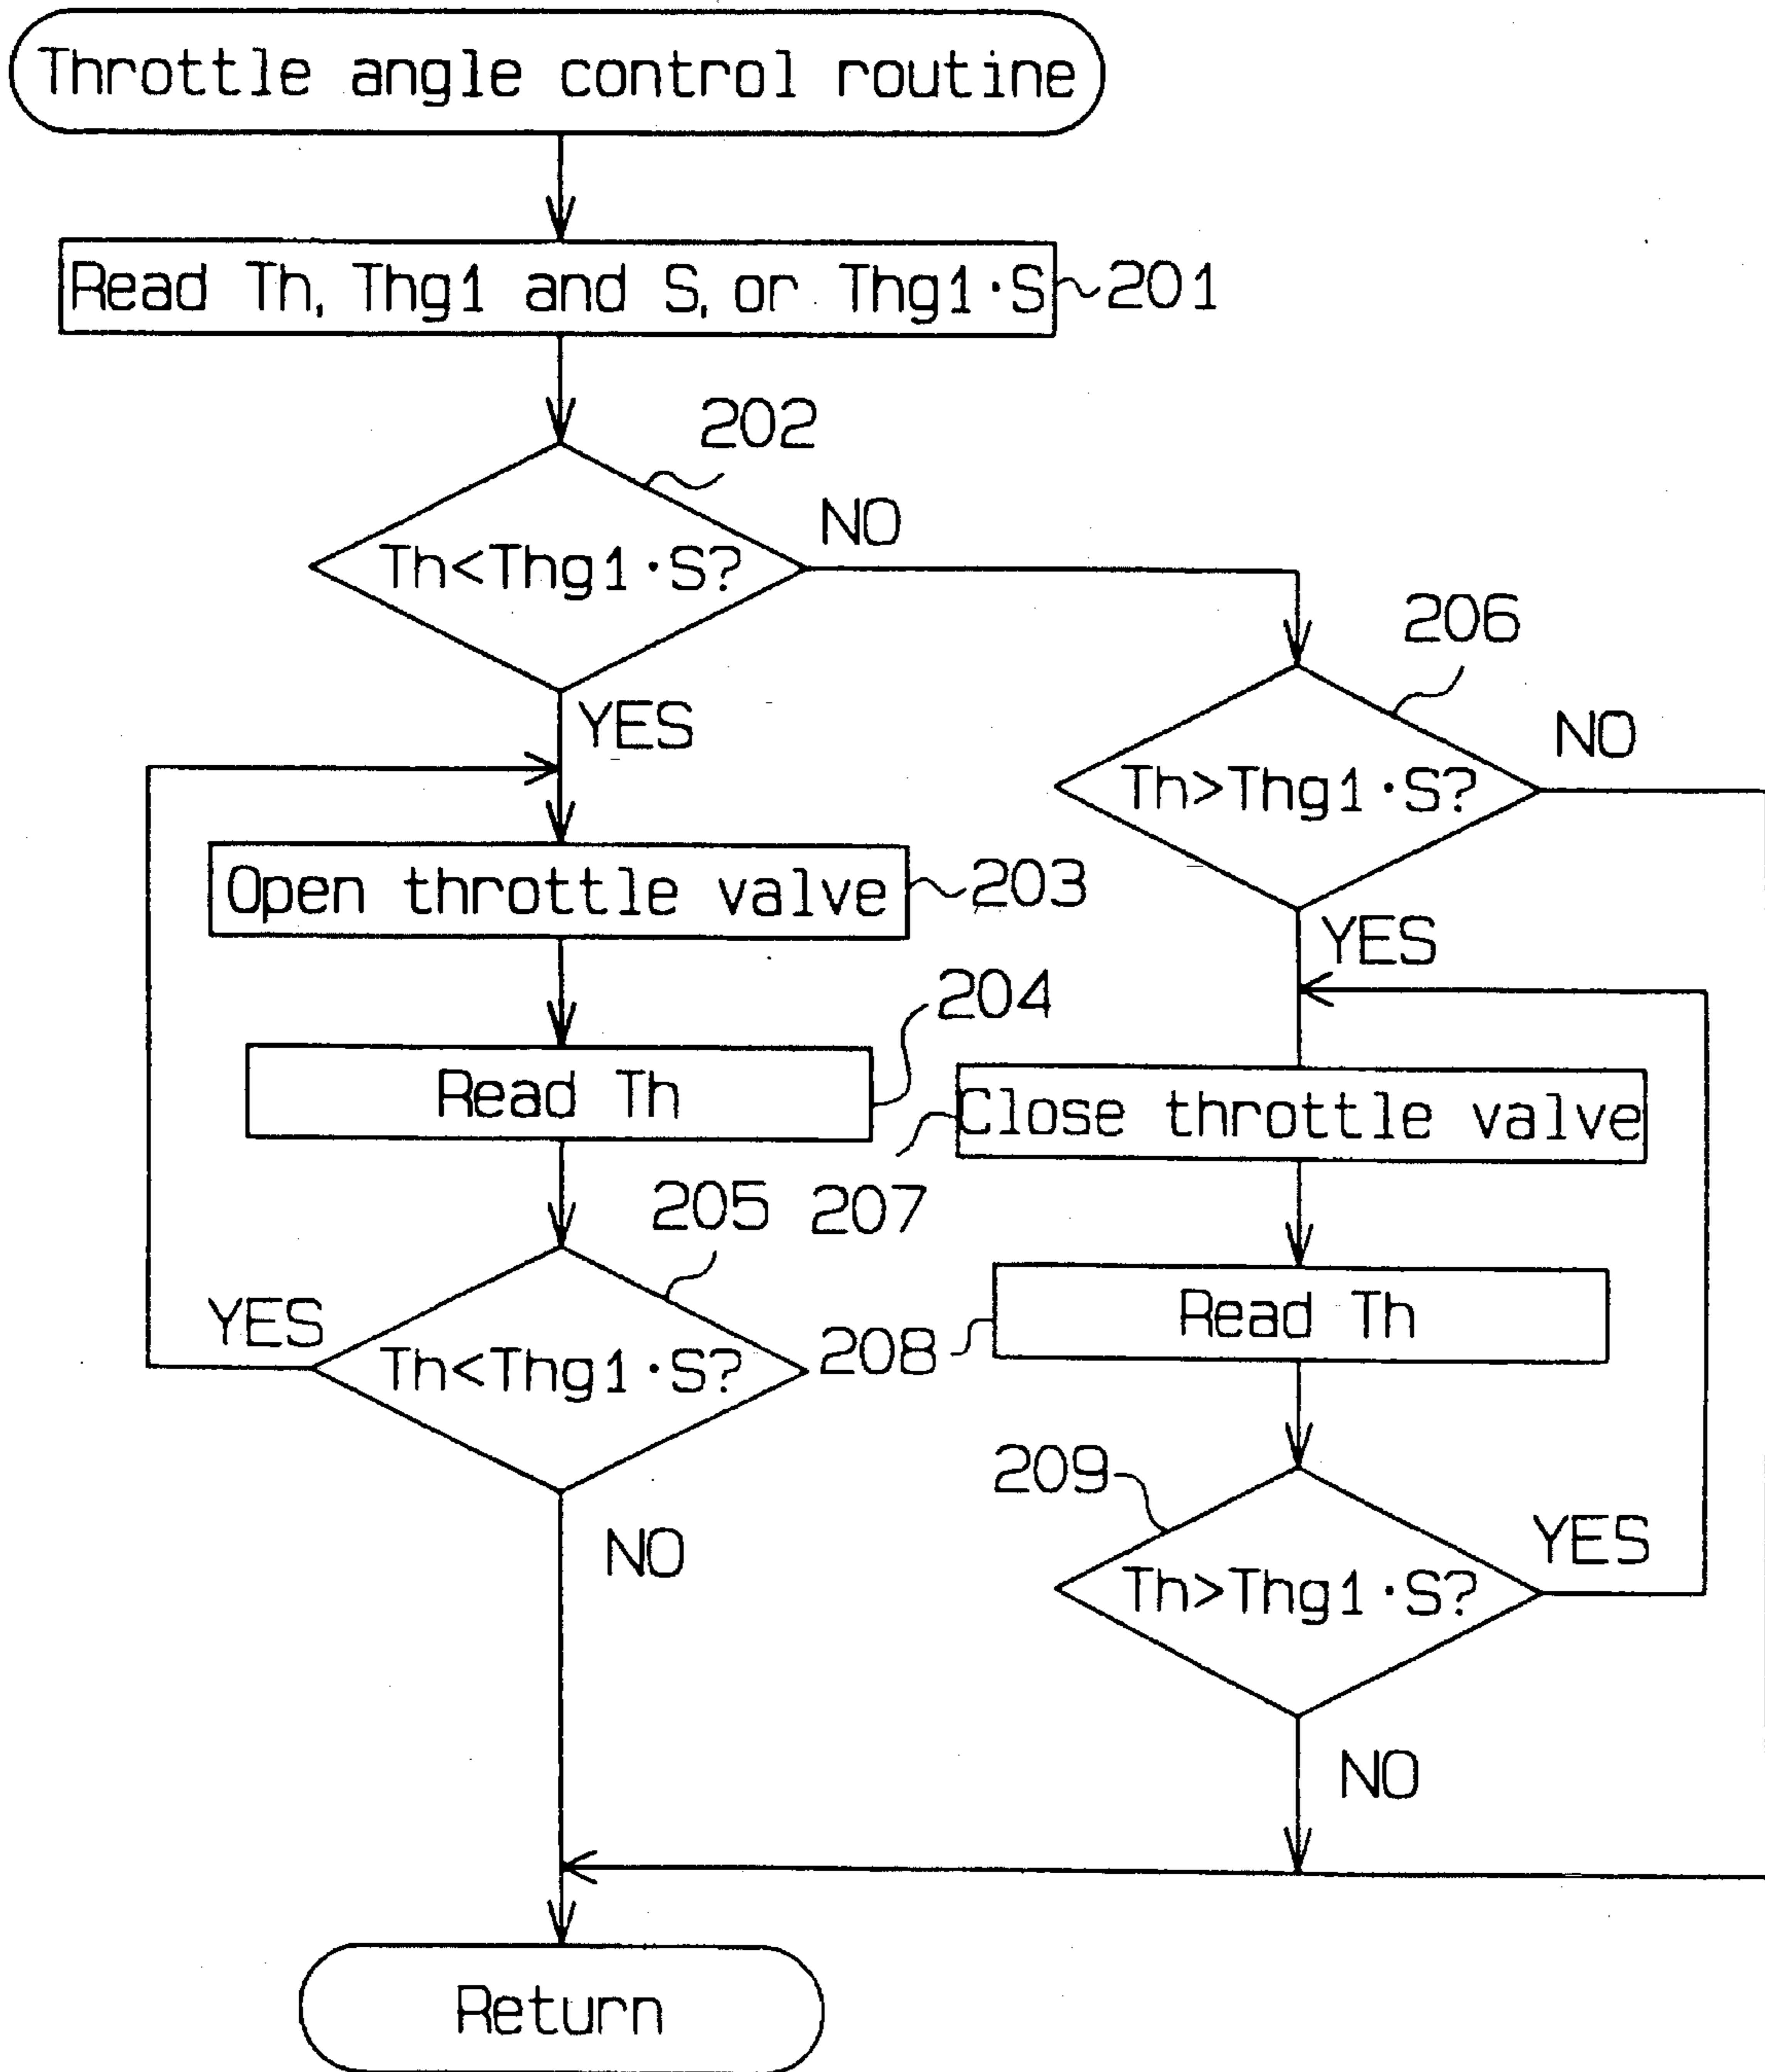 Throttle angle control routine
Read Th, Thg1 and S, or Thg1·S
201
202
Th<Thg1·S?
NO
YES
206
Th>Thg1·S?
NO
YES
Open throttle valve
203
Read Th
204
Close throttle valve
207
205
Th<Thg1·S?
YES
NO
Read Th
208
209
Th>Thg1·S?
YES
NO
Return